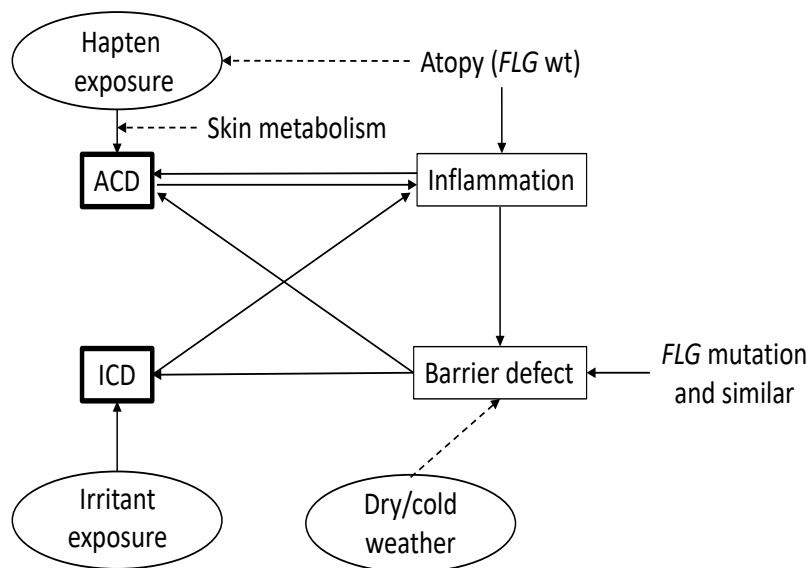 Hapten
exposure
Atopy (FLG wt)
Skin metabolism
ACD
Inflammation
ICD
Barrier defect
FLG mutation
and similar
Irritant
exposure
Dry/cold
weather